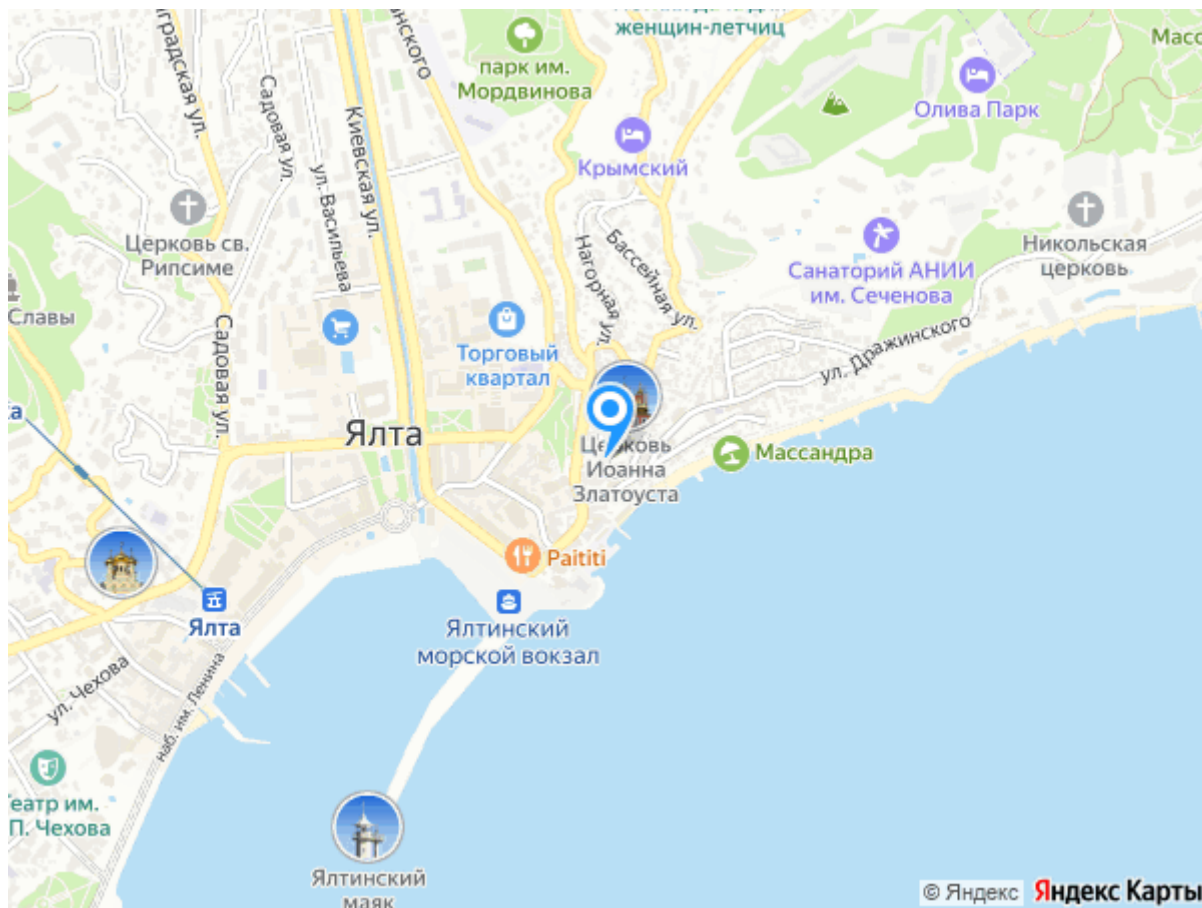 женщин-летчиц
Масс
парк им.
Мордвинова
Олива Парк
Крымский
Садовая ул.
Киевская ул.
ул. Васильева
Церковь св.
Рипсиме
Нагорная ул.
Бассейная ул.
Санаторий АНИИ
им. Сеченова
Никольская
церковь
Славы
Садовая ул.
Торговый
квартал
ул. Дражинского
Ялта
Церковь
Иоанна
Златоуста
Массандра
Paititi
Ялта
Ялтинский
морской вокзал
ул. Чехова
наб. им. Ленина
еатр им.
П. Чехова
Ялтинский
маяк
© Яндекс Яндекс Карты